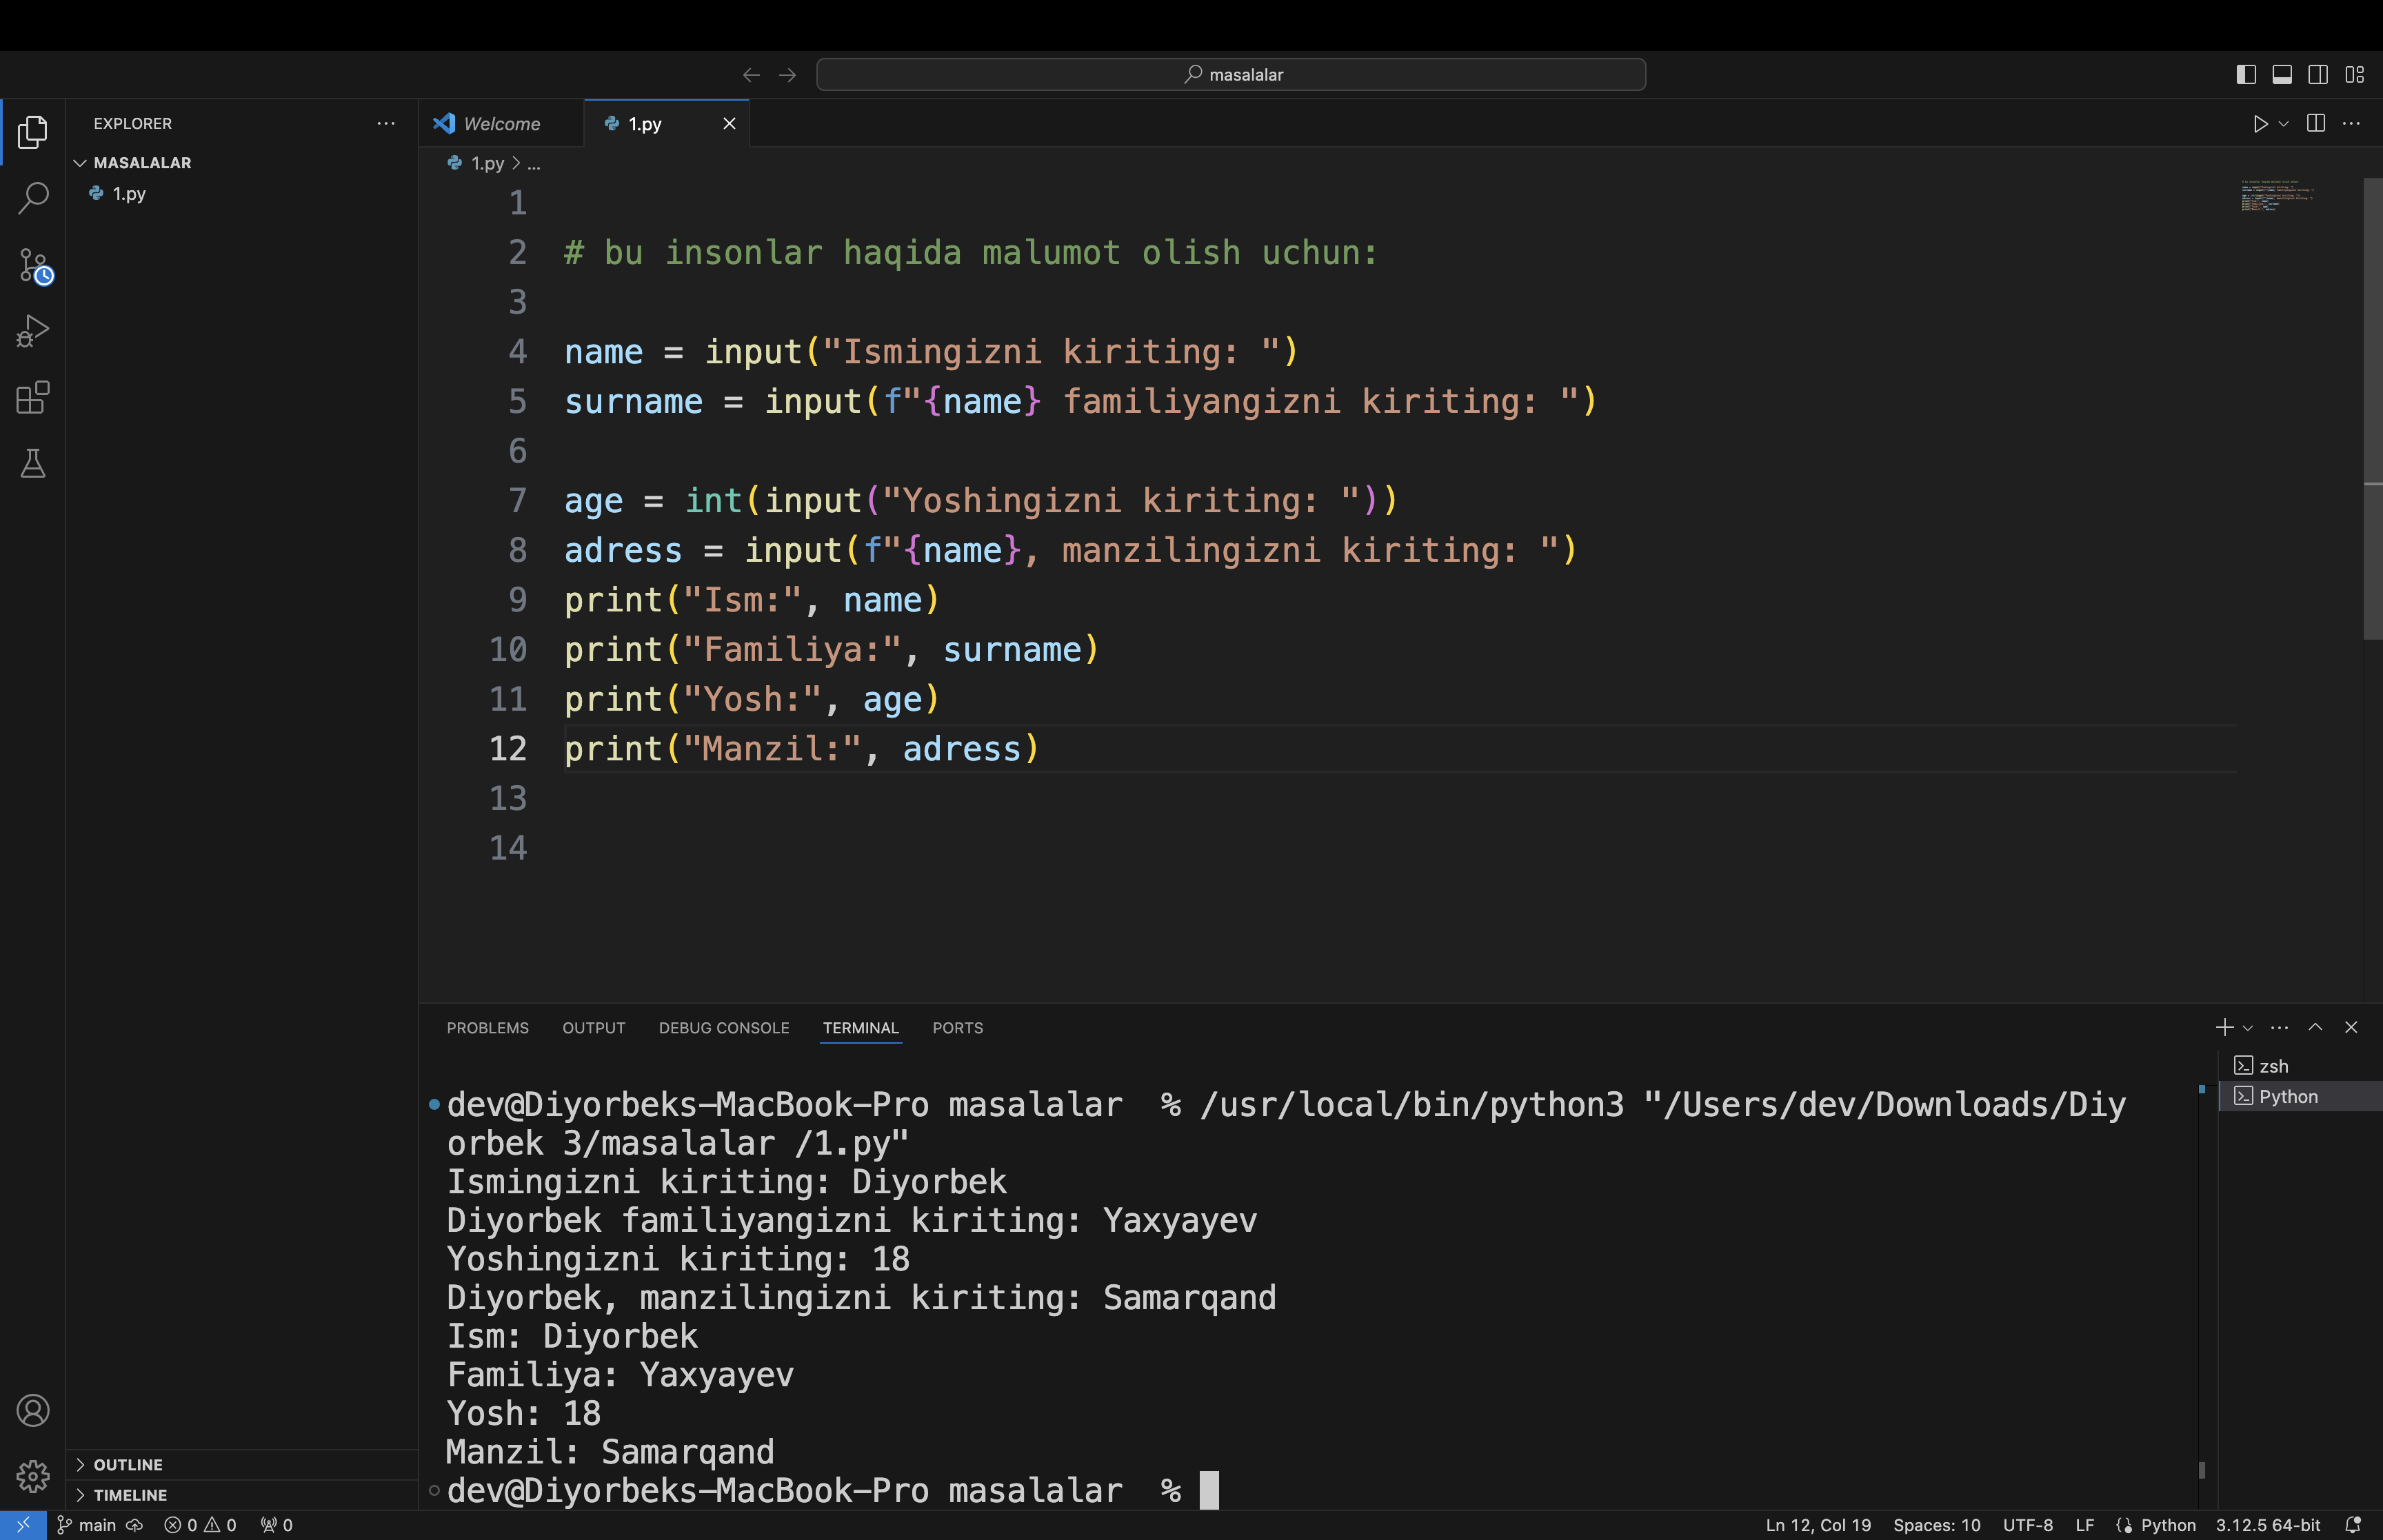 masalalar
EXPLORER
Welcome
1.py
MASALALAR
1.py
1.py > ...
1
2 # bu insonlar haqida malumot olish uchun:
3
4 name = input("Ismingizni kiriting: ")
5 surname = input(f"{name} familiyangizni kiriting: ")
6
7 age = int(input("Yoshingizni kiriting: "))
8 adress = input(f"{name}, manzilingizni kiriting: ")
9 print("Ism:", name)
10 print("Familiya:", surname)
11 print("Yosh:", age)
12 print("Manzil:", adress)
13
14
PROBLEMS OUTPUT DEBUG CONSOLE TERMINAL PORTS
zsh
Python
dev@Diyorbeks-MacBook-Pro masalalar  % /usr/local/bin/python3 "/Users/dev/Downloads/Diy
orbek 3/masalalar /1.py"
Ismingizni kiriting: Diyorbek
Diyorbek familiyangizni kiriting: Yaxyayev
Yoshingizni kiriting: 18
Diyorbek, manzilingizni kiriting: Samarqand
Ism: Diyorbek
Familiya: Yaxyayev
Yosh: 18
Manzil: Samarqand
dev@Diyorbeks-MacBook-Pro masalalar  %
OUTLINE
TIMELINE
main 0 0 0 Ln 12, Col 19 Spaces: 10 UTF-8 LF Python 3.12.5 64-bit